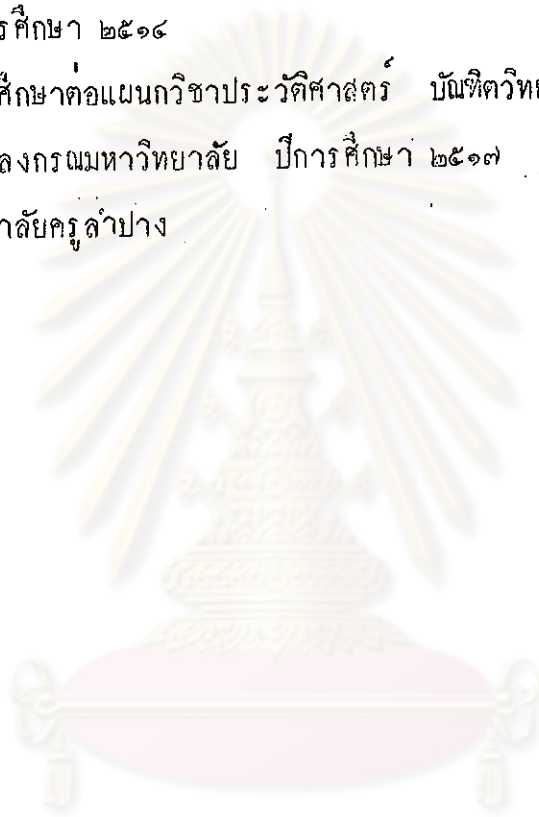 รศึกษา ๒๕๑๔
ศึกษาต่อแผนกวิชาประวัติศาสตร์ บัณฑิตวิทย
ลงกรณมหาวิทยาลัย ปีการศึกษา ๒๕๑๗
าลัยครูลำปาง